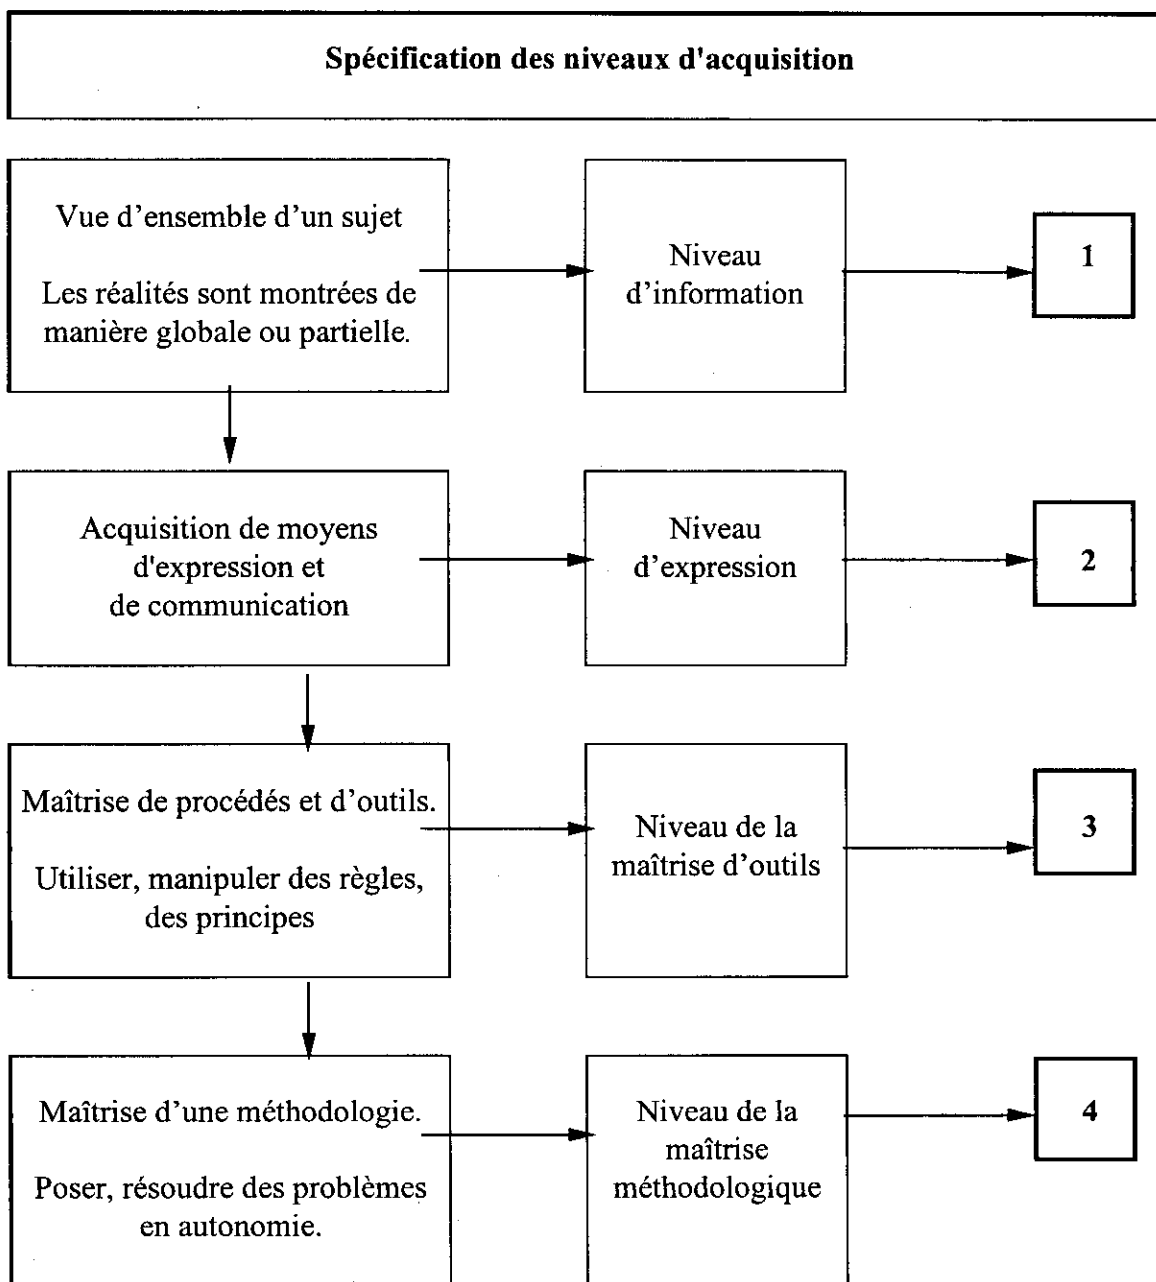 Spécification des niveaux d'acquisition
Vue d’ensemble d’un sujet
Les réalités sont montrées de
manière globale ou partielle.
Niveau
d’information
1
Acquisition de moyens
d'expression et
de communication
Niveau
d’expression
2
Maîtrise de procédés et d’outils.
Utiliser, manipuler des règles,
des principes
Niveau de la
maîtrise d’outils
3
Maîtrise d’une méthodologie.
Poser, résoudre des problèmes
en autonomie.
Niveau de la
maîtrise
méthodologique
4